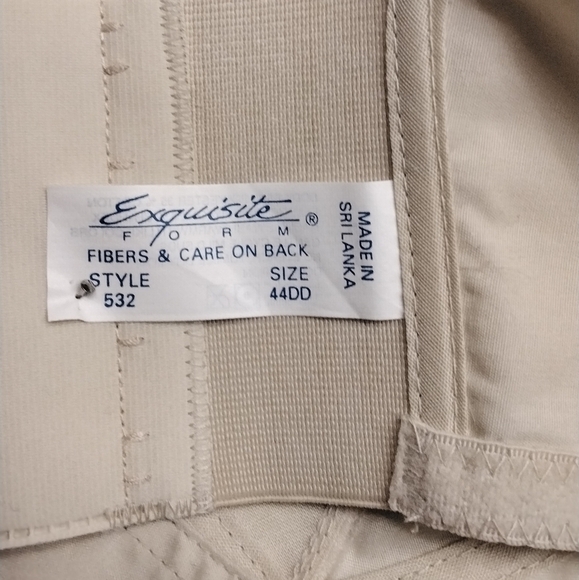 Exquisite ®
FORM
FIBERS & CARE ON BACK
STYLE SIZE
532 44DD
MADE IN
SRI LANKA